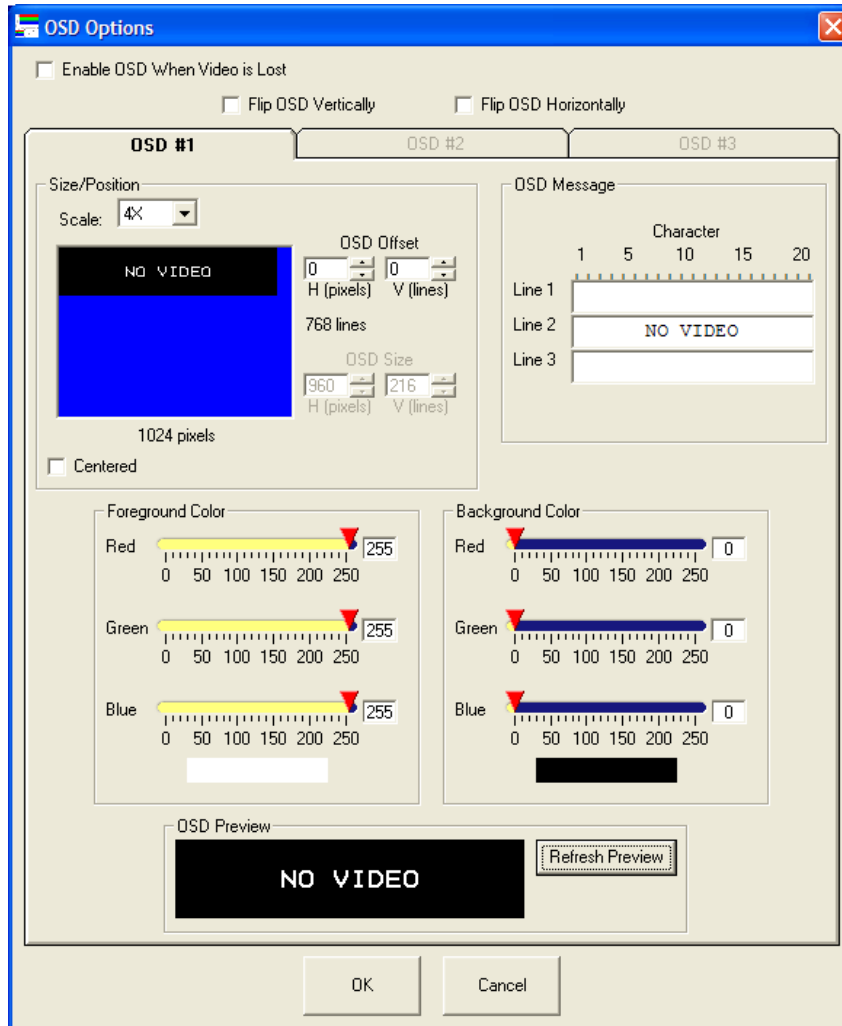 OSD Options
Enable OSD When Video is Lost
Flip OSD Vertically Flip OSD Horizontally
OSD #1 OSD #2 OSD #3
Size/Position
Scale: 4X
NO VIDEO
OSD Offset
0 0
H (pixels) V (lines)
768 lines
OSD Size
960 216
H (pixels) V (lines)
1024 pixels
Centered
OSD Message
Character
1 5 10 15 20
Line 1
Line 2 NO VIDEO
Line 3
Foreground Color
Red 255
0 50 100 150 200 250
Green 255
0 50 100 150 200 250
Blue 255
0 50 100 150 200 250
Background Color
Red 0
0 50 100 150 200 250
Green 0
0 50 100 150 200 250
Blue 0
0 50 100 150 200 250
OSD Preview
NO VIDEO
Refresh Preview
OK Cancel